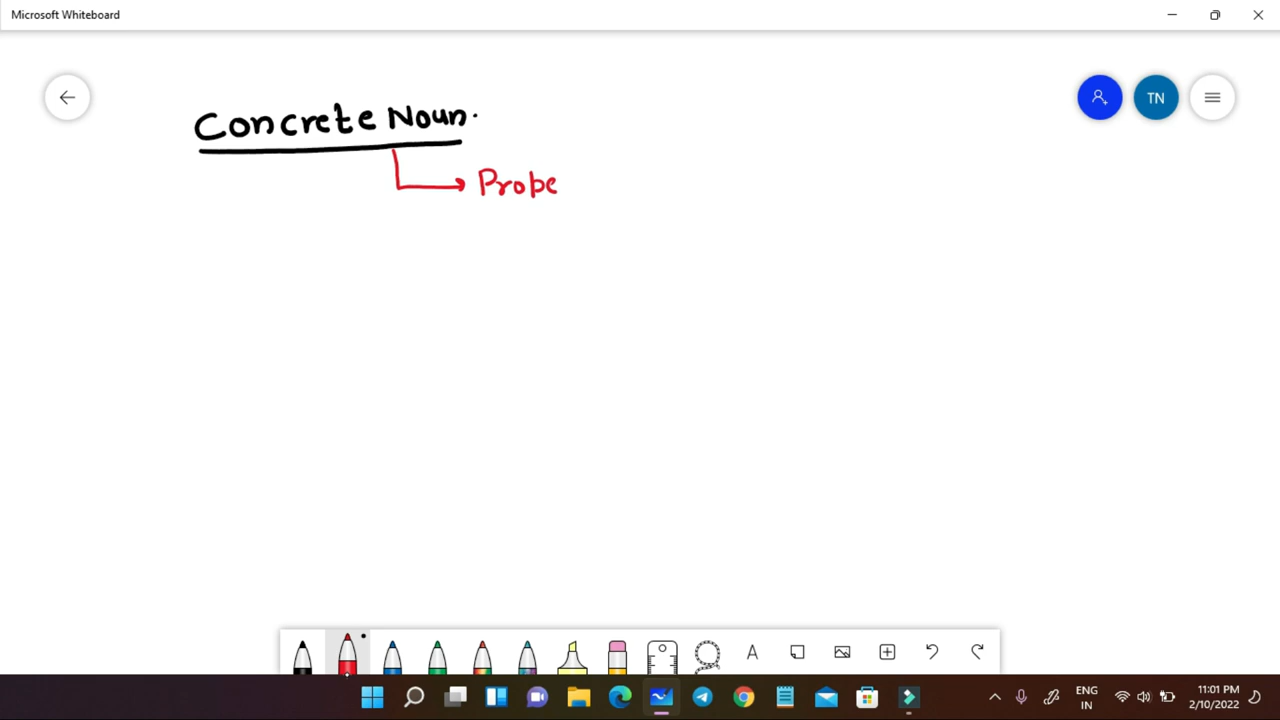 Microsoft Whiteboard
TN
Concrete Noun.
Probe
A
ENG
IN
11:01 PM
2/10/2022